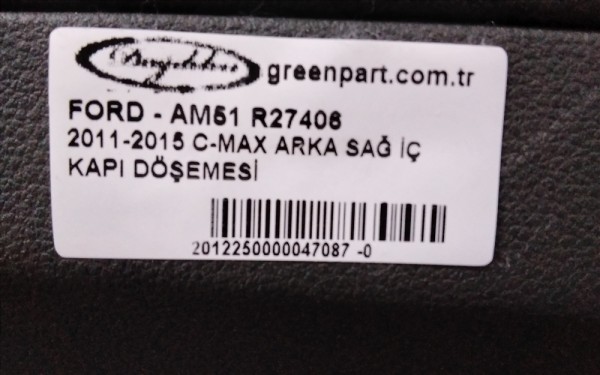 greenpart.com.tr
FORD - AM51 R27406
2011-2015 C-MAX ARKA SAĞ İÇ
KAPI DÖŞEMESİ
2012250000047087 -0